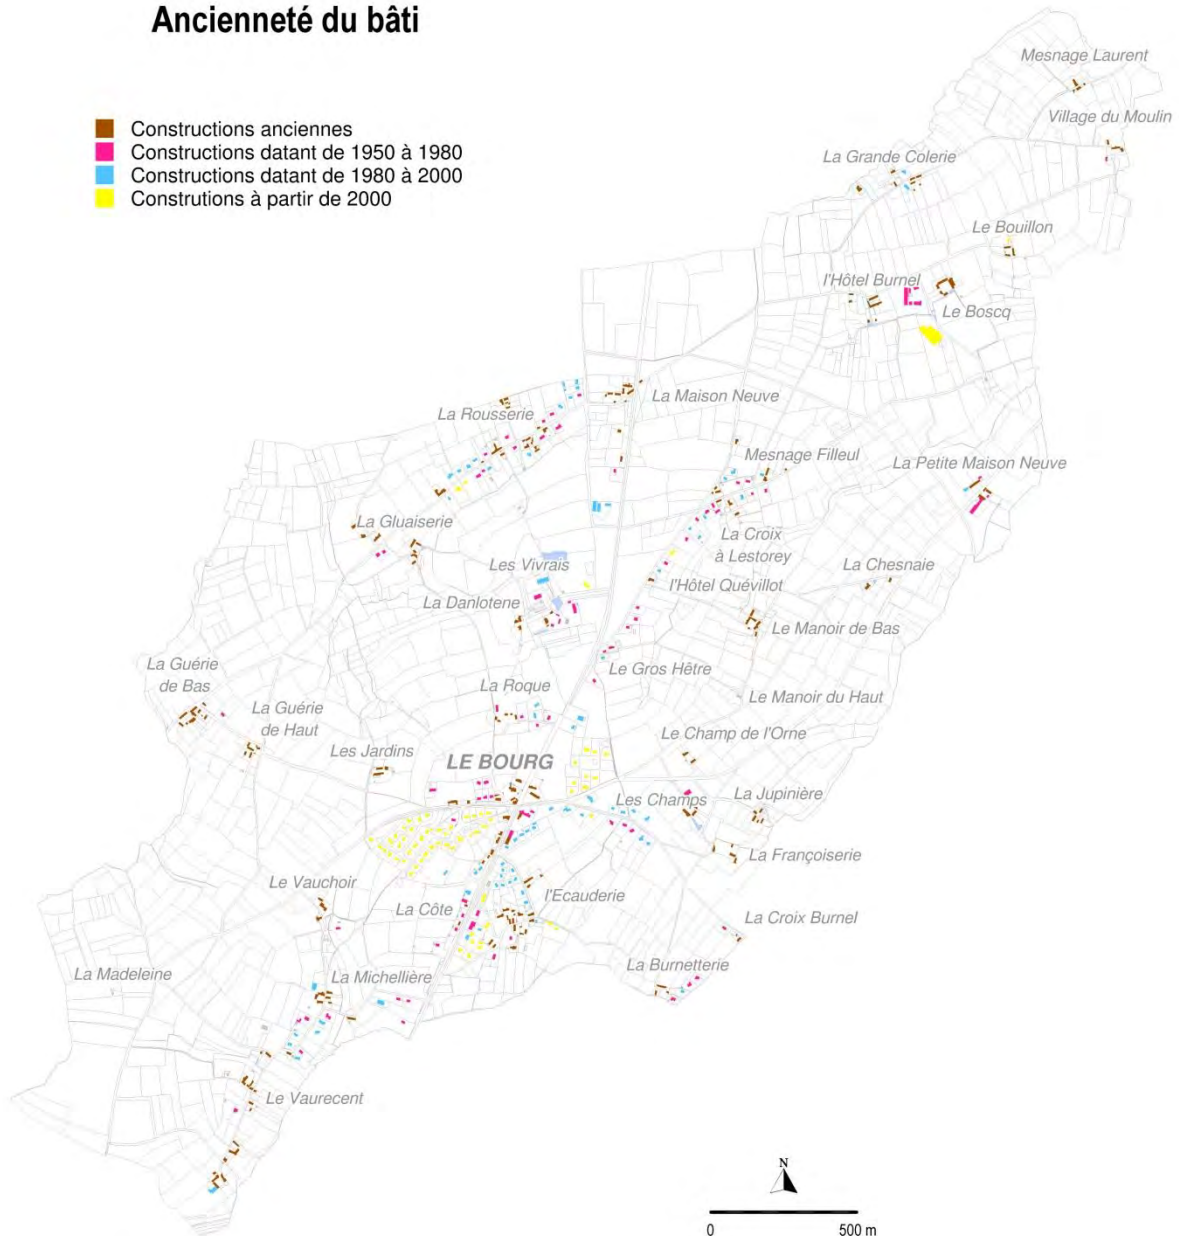 Ancienneté du bâti
Constructions anciennes
Constructions datant de 1950 à 1980
Constructions datant de 1980 à 2000
Construtions à partir de 2000
Mesnage Laurent
Village du Moulin
La Grande Colerie
Le Bouillon
l'Hôtel Burnel
Le Boscq
La Maison Neuve
La Rousserie
Mesnage Filleul
La Petite Maison Neuve
La Gluaiserie
La Croix
à Lestorey
Les Vivrais
La Chesnaie
l'Hôtel Quévillot
La Danlotene
Le Manoir de Bas
La Guérie
de Bas
Le Gros Hêtre
La Roque
Le Manoir du Haut
La Guérie
de Haut
Le Champ de l'Orne
Les Jardins
LE BOURG
Les Champs
La Jupinière
La Françoiserie
Le Vauchoir
l'Ecauderie
La Côte
La Croix Burnel
La Burnetterie
La Madeleine
La Michellière
Le Vaurecent
N
0
500 m